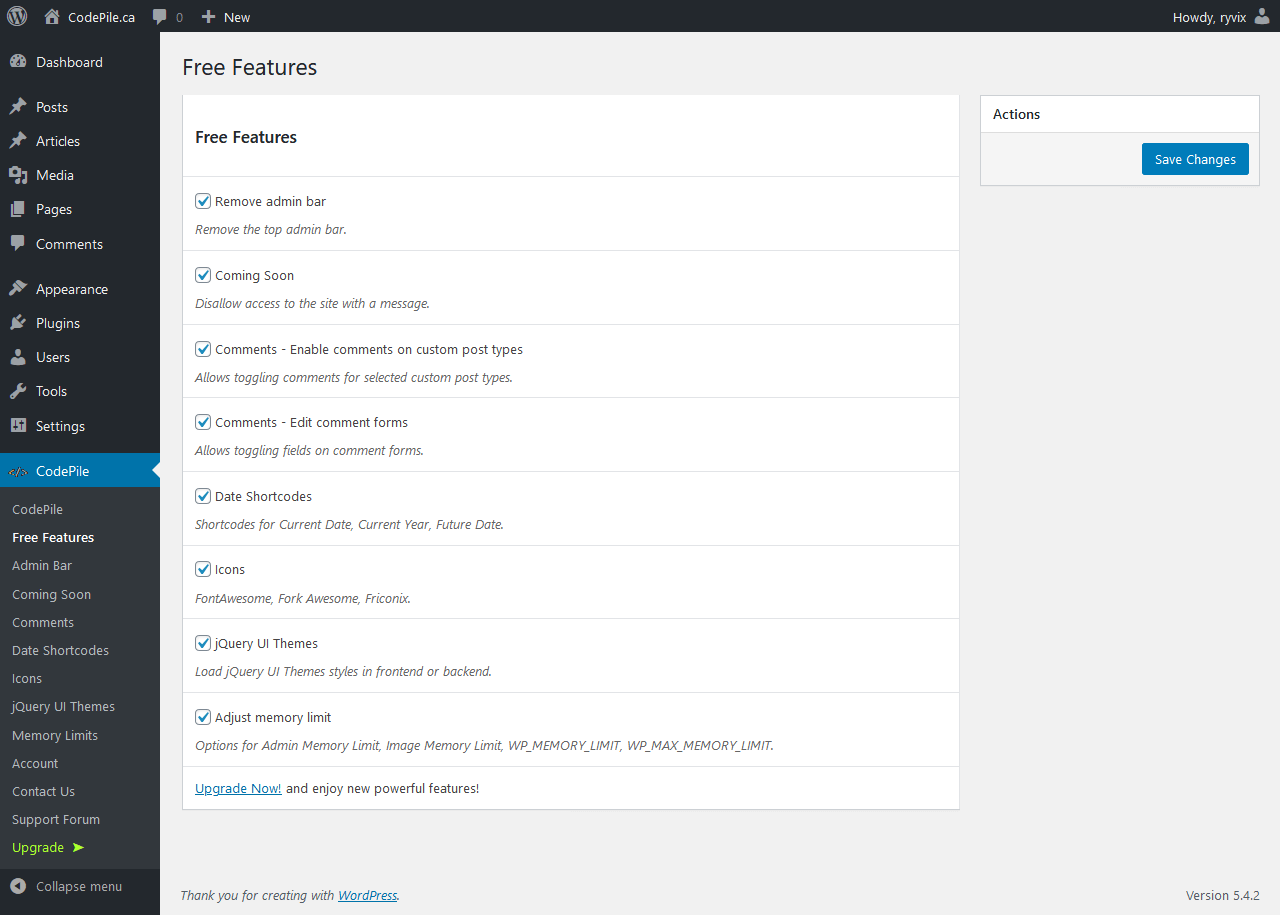 CodePile.ca
0
New
Howdy, ryvix
Dashboard
Posts
Articles
Media
Pages
Comments
Appearance
Plugins
Users
Tools
Settings
</> CodePile
CodePile
Free Features
Admin Bar
Coming Soon
Comments
Date Shortcodes
Icons
jQuery UI Themes
Memory Limits
Account
Contact Us
Support Forum
Upgrade ➤
Collapse menu
Free Features
Free Features
Remove admin bar
Remove the top admin bar.
Coming Soon
Disallow access to the site with a message.
Comments - Enable comments on custom post types
Allows toggling comments for selected custom post types.
Comments - Edit comment forms
Allows toggling fields on comment forms.
Date Shortcodes
Shortcodes for Current Date, Current Year, Future Date.
Icons
FontAwesome, Fork Awesome, Friconix.
jQuery UI Themes
Load jQuery UI Themes styles in frontend or backend.
Adjust memory limit
Options for Admin Memory Limit, Image Memory Limit, WP_MEMORY_LIMIT, WP_MAX_MEMORY_LIMIT.
Upgrade Now! and enjoy new powerful features!
Actions
Save Changes
Thank you for creating with WordPress.
Version 5.4.2